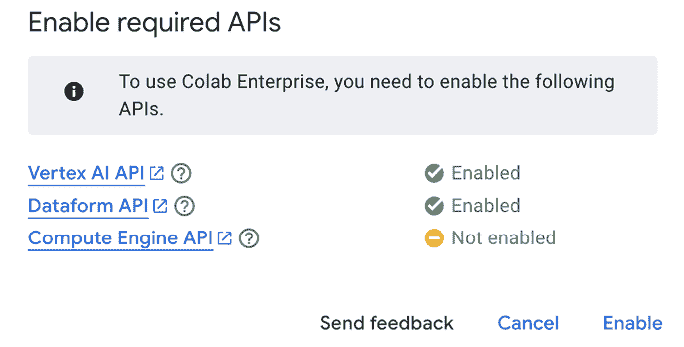 Enable required APIs
To use Colab Enterprise, you need to enable the following
APIs.
Vertex AI API Enabled
Dataform API Enabled
Compute Engine API Not enabled
Send feedback Cancel Enable